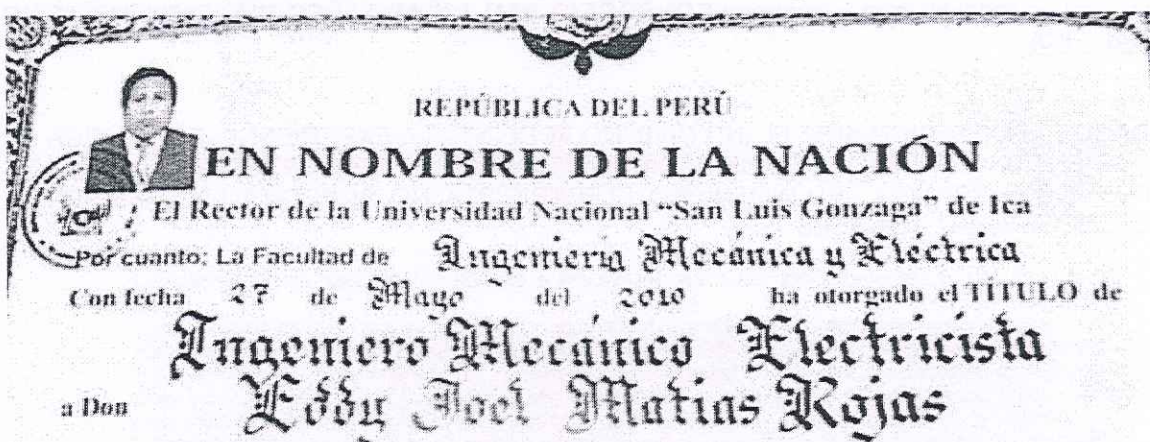 REPÚBLICA DEL PERÚ
EN NOMBRE DE LA NACIÓN
El Rector de la Universidad Nacional "San Luis Gonzaga" de Ica
Por cuanto: La Facultad de Ingeniería Mecánica y Eléctrica
Con fecha 27 de Mayo del 2010 ha otorgado el TÍTULO de
Ingeniero Mecánico Electricista
a Don Eddy Joel Matias Rojas